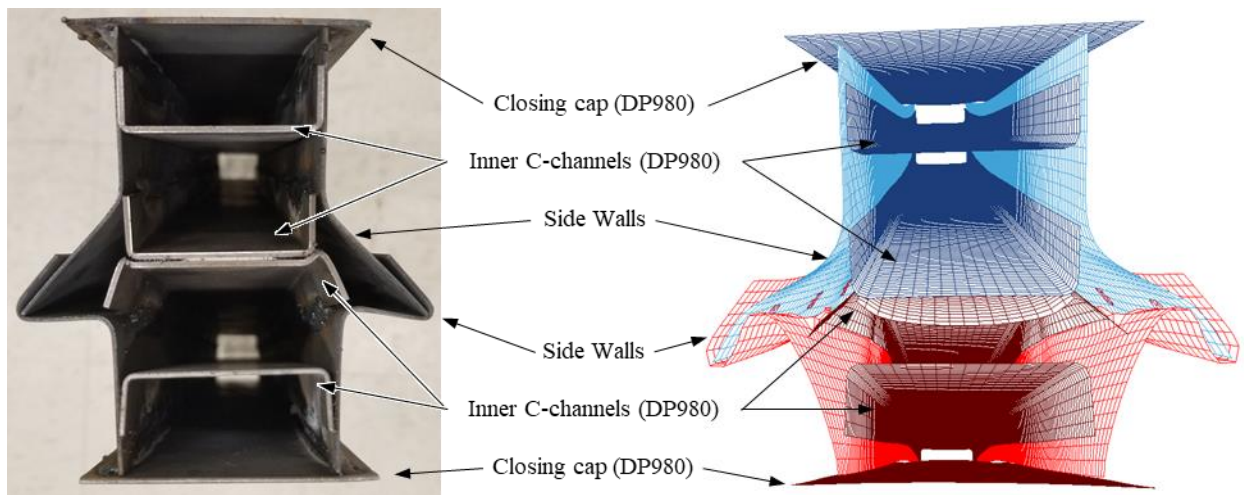 Closing cap (DP980)
Inner C-channels (DP980)
Side Walls
Side Walls
Inner C-channels (DP980)
Closing cap (DP980)